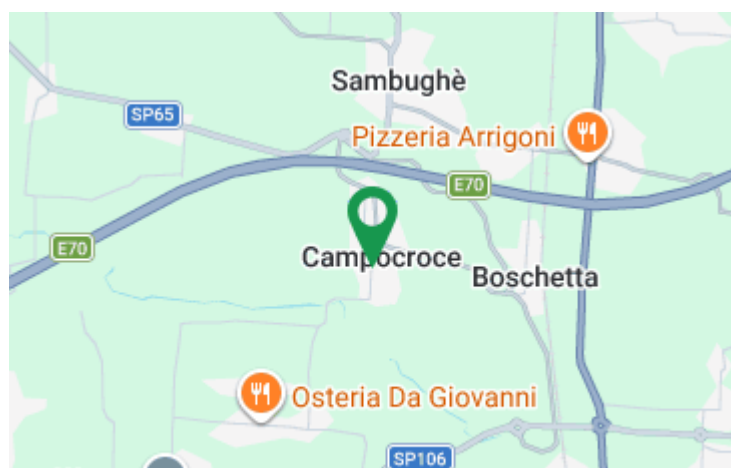 Sambughè
SP65
Pizzeria Arrigoni
E70
E70
Campocroce
Boschetta
Osteria Da Giovanni
SP106